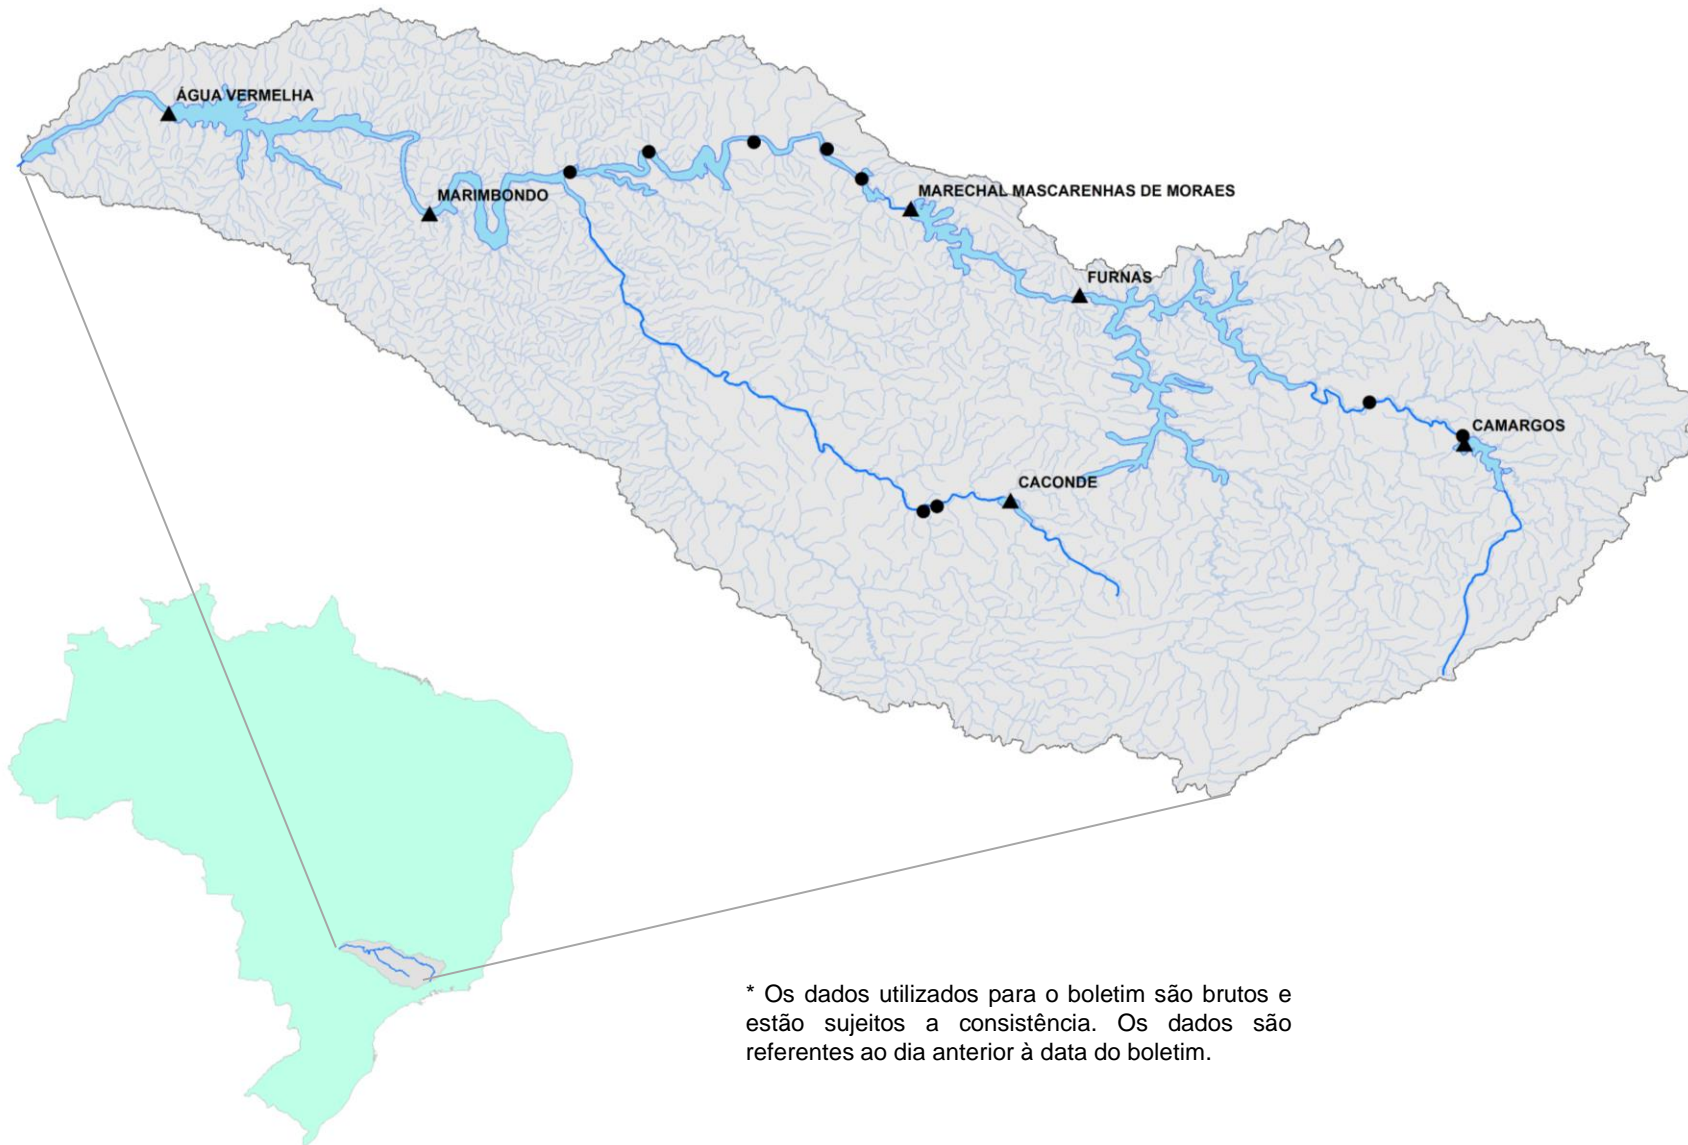 ÁGUA VERMELHA
MARIMBONDO
MARECHAL MASCARENHAS DE MORAES
FURNAS
CAMARGOS
CACONDE
* Os dados utilizados para o boletim são brutos e
estão sujeitos a consistência. Os dados são
referentes ao dia anterior à data do boletim.